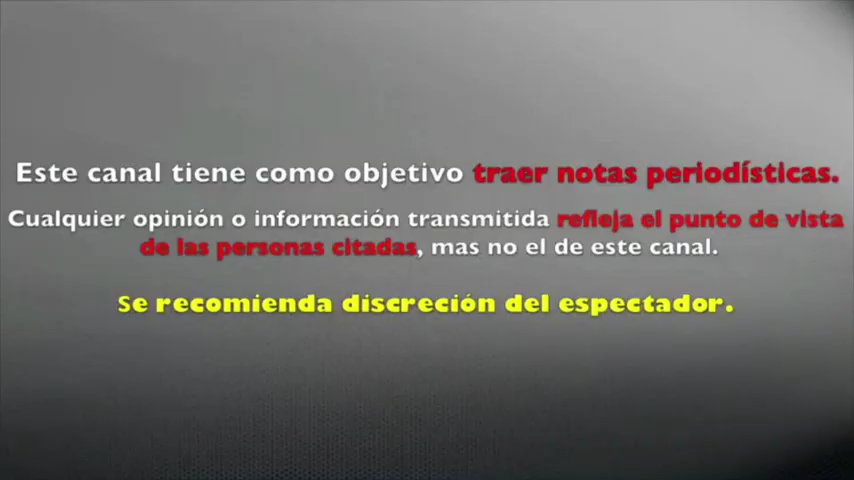 Este canal tiene como objetivo traer notas periodísticas.
Cualquier opinión o información transmitida refleja el punto de vista
de las personas citadas, mas no el de este canal.
Se recomienda discreción del espectador.